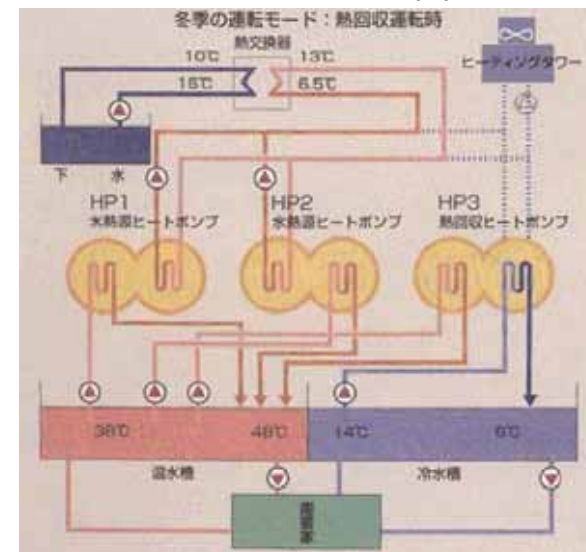 冬季の運転モード：熱回収運転時
熱交換器
10℃
13℃
15℃
6.5℃
ヒーティングタワー
下 水
HP1
水熱源ヒートポンプ
HP2
水熱源ヒートポンプ
HP3
熱回収ヒートポンプ
38℃
48℃
14℃
6℃
温水槽
冷水槽
需要家